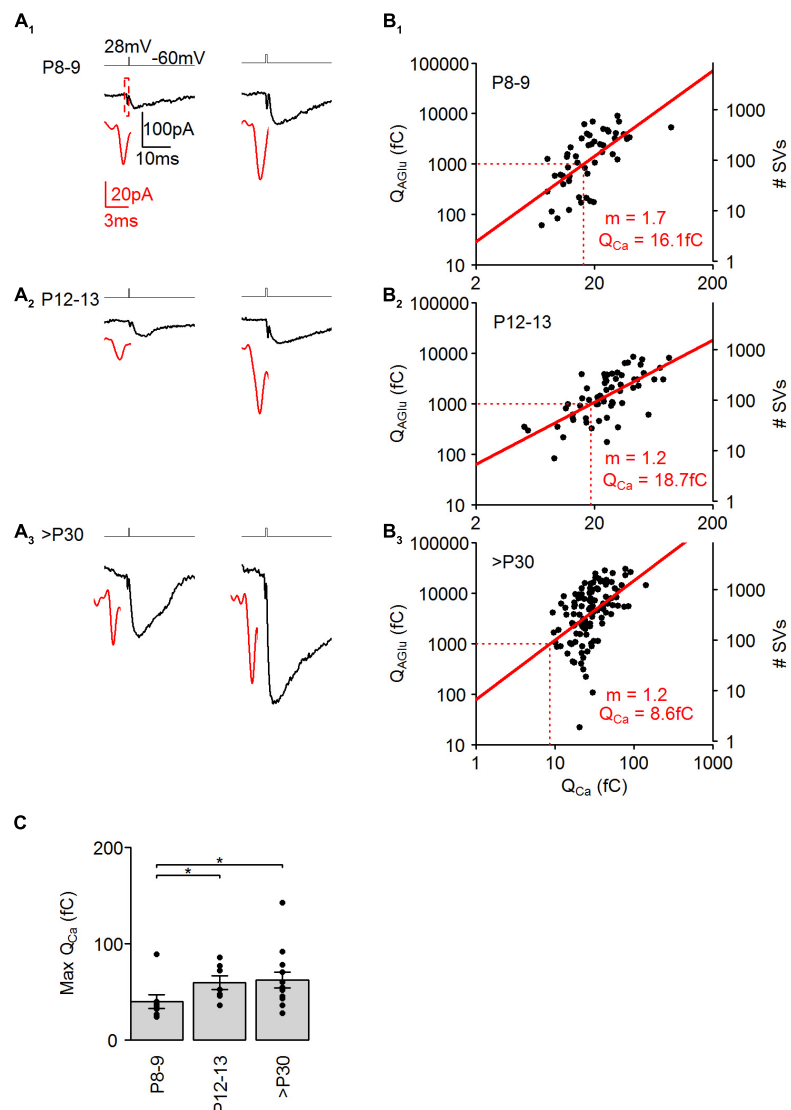 A1
28mV
-60mV
P8-9
100pA
10ms
20pA
3ms
A2 P12-13
A3 >P30
B1
P8-9
100000
10000
1000
100
10
QAGlu (fC)
1000
100
10
1
# SVs
m = 1.7
QCa = 16.1fC
2
20
200
B2
P12-13
100000
10000
1000
100
10
QAGlu (fC)
1000
100
10
1
# SVs
m = 1.2
QCa = 18.7fC
2
20
200
B3
>P30
100000
10000
1000
100
10
QAGlu (fC)
1000
100
10
1
# SVs
m = 1.2
QCa = 8.6fC
1
10
100
1000
QCa (fC)
C
200
100
0
Max QCa (fC)
*
*
P8-9
P12-13
>P30